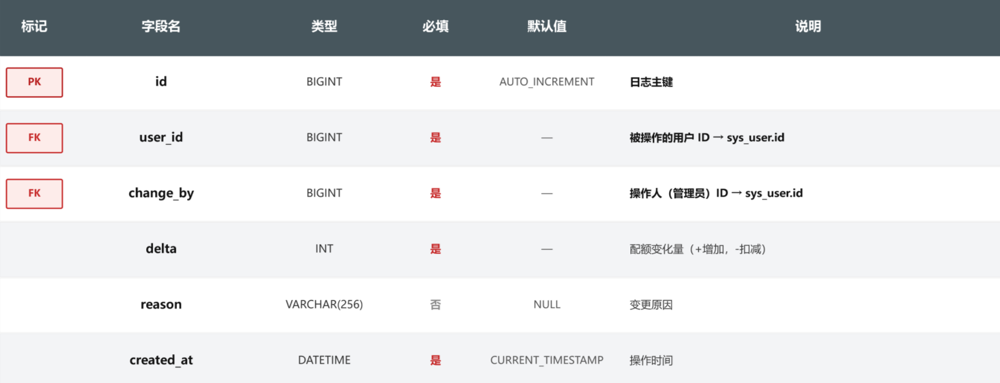 标记 字段名 类型 必填 默认值 说明
PK id BIGINT 是 AUTO_INCREMENT 日志主键
FK user_id BIGINT 是 — 被操作的用户 ID → sys_user.id
FK change_by BIGINT 是 — 操作人（管理员）ID → sys_user.id
delta INT 是 — 配额变化量（+增加，-扣减）
reason VARCHAR(256) 否 NULL 变更原因
created_at DATETIME 是 CURRENT_TIMESTAMP 操作时间